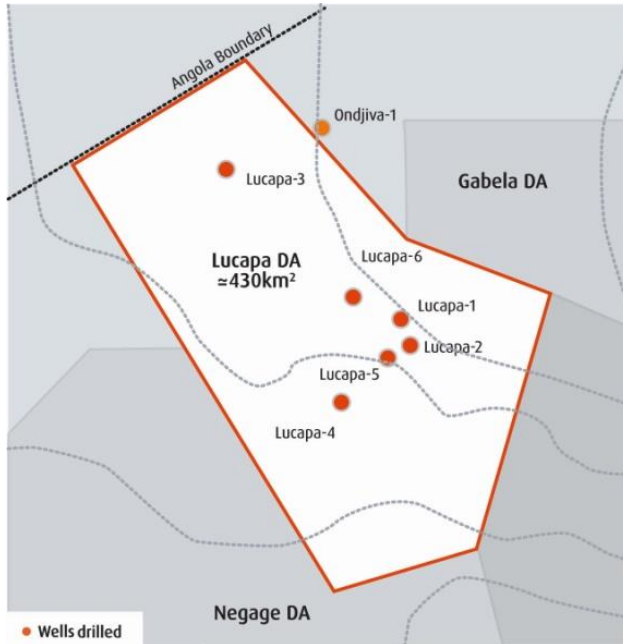 Angola Boundary
Ondjiva-1
Lucapa-3
Gabela DA
Lucapa DA
≃430km²
Lucapa-6
Lucapa-1
Lucapa-2
Lucapa-5
Lucapa-4
Negage DA
Wells drilled